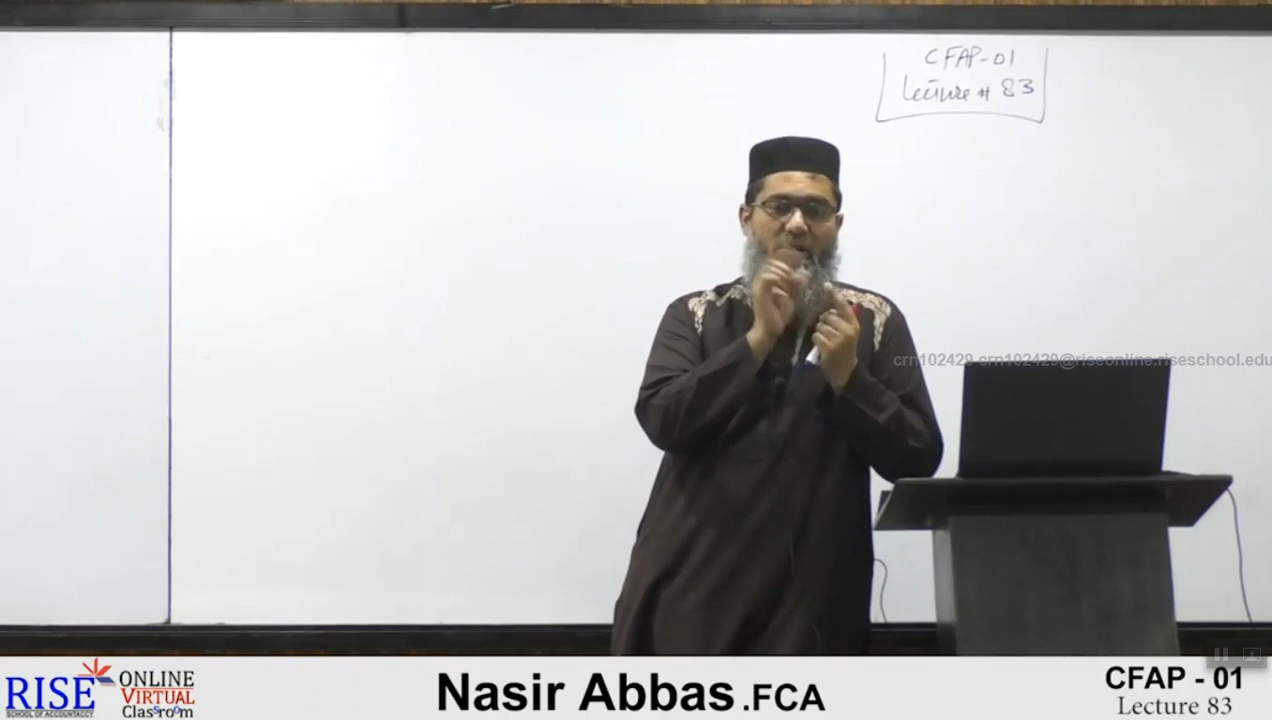 CFAP-01
Lecture # 83
crn102429 crn102429@riseonline.riseschool.edu
RISE
SCHOOL OF ACCOUNTANCY
ONLINE
VIRTUAL
Classrom
Nasir Abbas .FCA
CFAP - 01
Lecture 83